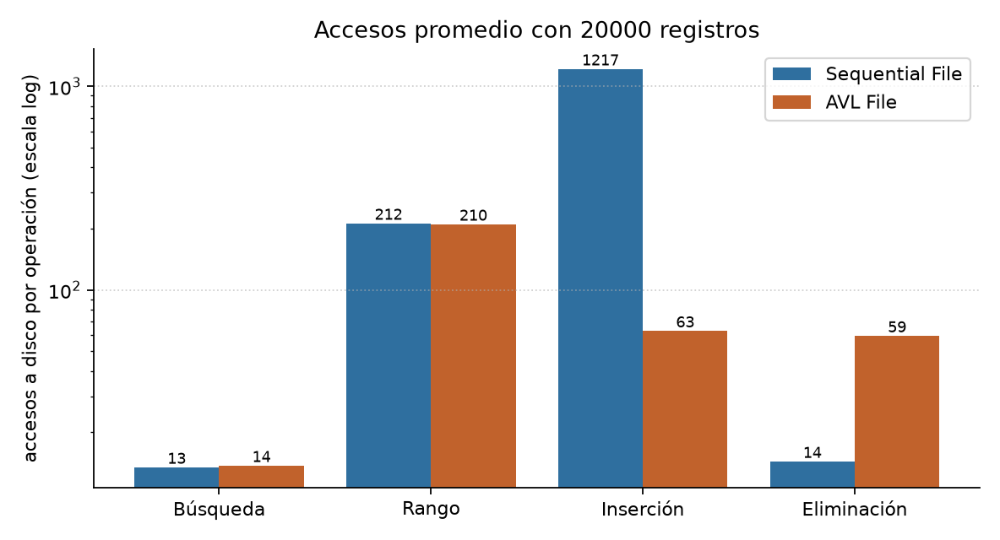 Accesos promedio con 20000 registros
accesos a disco por operación (escala log)
10³
10²
Sequential File
AVL File
13
14
212
210
1217
63
14
59
Búsqueda
Rango
Inserción
Eliminación